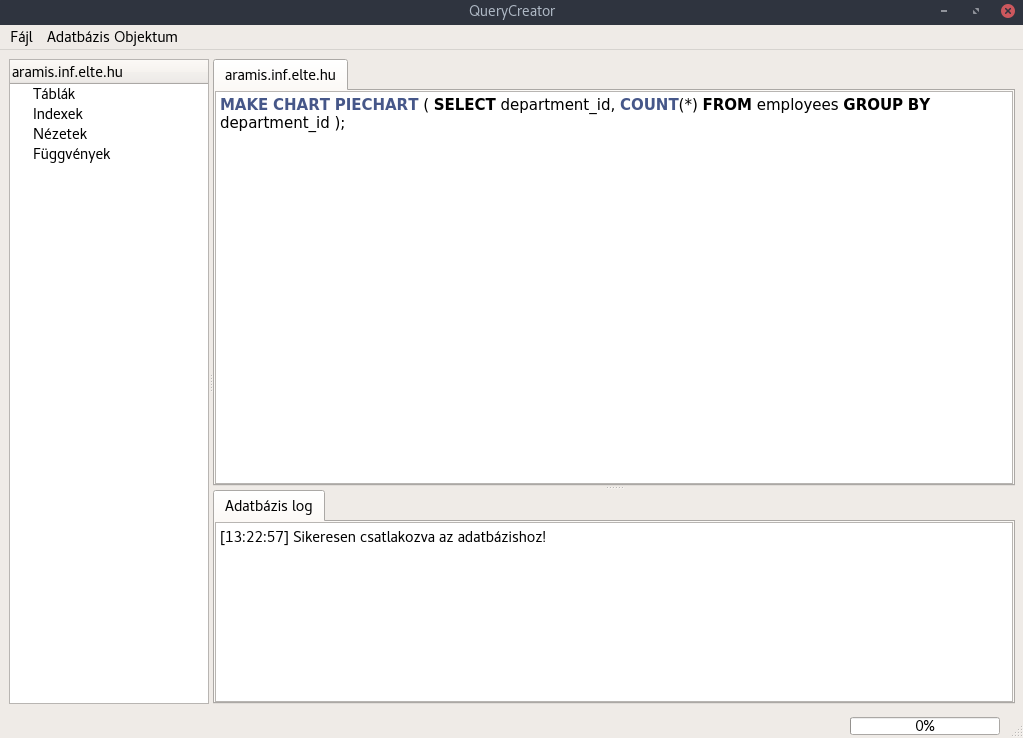 QueryCreator
Fájl Adatbázis Objektum
aramis.inf.elte.hu
Táblák
Indexek
Nézetek
Függvények
aramis.inf.elte.hu
MAKE CHART PIECHART ( SELECT department_id, COUNT(*) FROM employees GROUP BY
department_id );
Adatbázis log
[13:22:57] Sikeresen csatlakozva az adatbázishoz!
0%